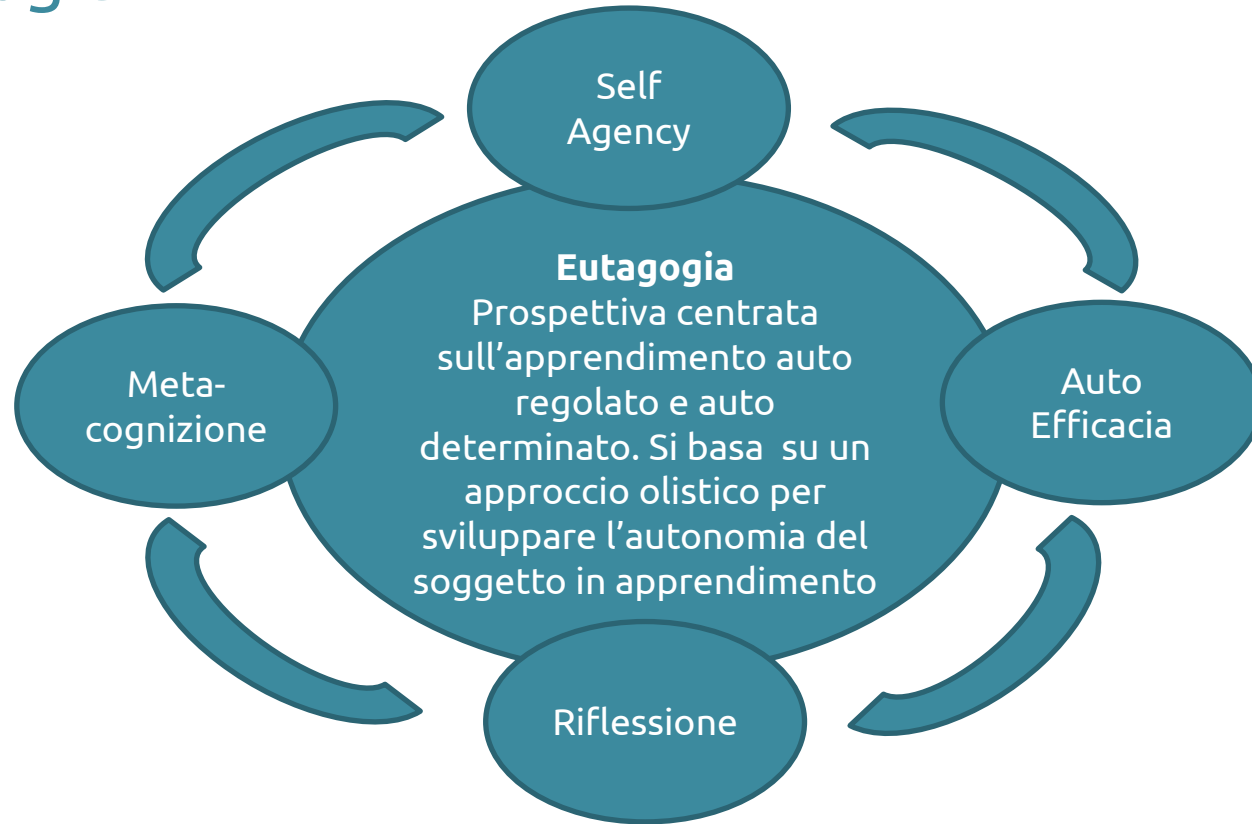 Self
Agency
Eutagogia
Prospettiva centrata
sull’apprendimento auto
regolato e auto
determinato. Si basa  su un
approccio olistico per
sviluppare l’autonomia del
soggetto in apprendimento
Meta-
cognizione
Auto
Efficacia
Riflessione